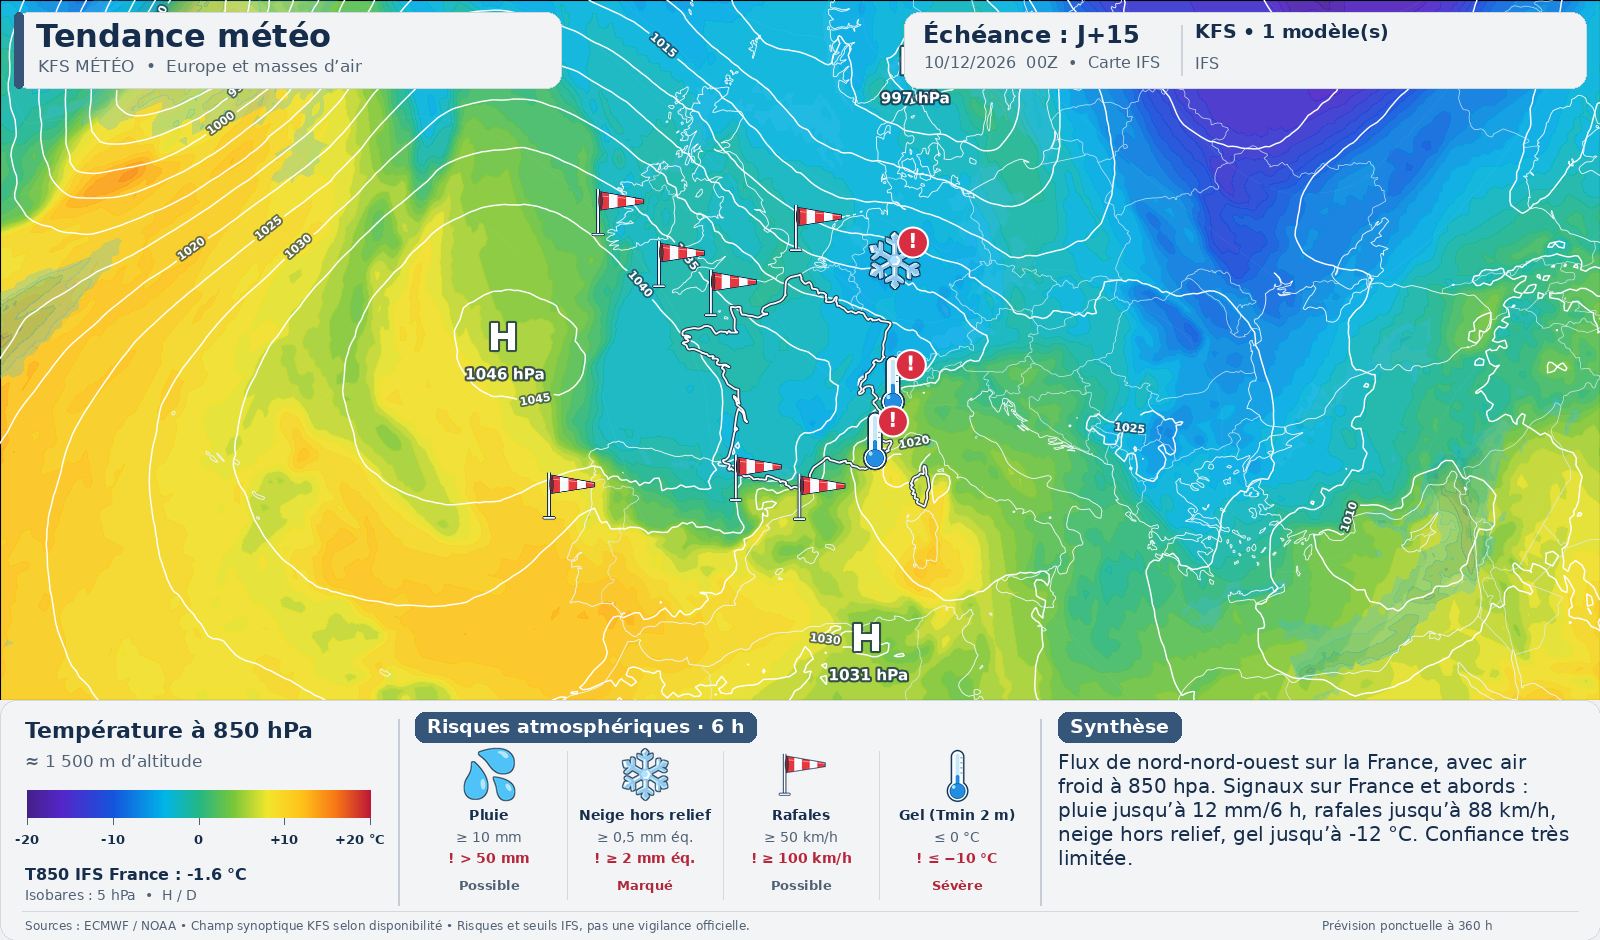 Tendance météo
KFS MÉTÉO • Europe et masses d’air
Échéance : J+15
10/12/2026 00Z • Carte IFS
KFS • 1 modèle(s)
IFS
1015
997 hPa
1000
1020
1025
1030
1040
H
1046 hPa
1045
1020
1025
1010
1030
H
1031 hPa
!
!
!
Température à 850 hPa
≈ 1 500 m d’altitude
-20 -10 0 +10 +20 °C
T850 IFS France : -1.6 °C
Isobares : 5 hPa • H / D
Risques atmosphériques · 6 h
Pluie
≥ 10 mm
! > 50 mm
Possible
Neige hors relief
≥ 0,5 mm éq.
! ≥ 2 mm éq.
Marqué
Rafales
≥ 50 km/h
! ≥ 100 km/h
Possible
Gel (Tmin 2 m)
≤ 0 °C
! ≤ −10 °C
Sévère
Synthèse
Flux de nord-nord-ouest sur la France, avec air
froid à 850 hpa. Signaux sur France et abords :
pluie jusqu’à 12 mm/6 h, rafales jusqu’à 88 km/h,
neige hors relief, gel jusqu’à -12 °C. Confiance très
limitée.
Sources : ECMWF / NOAA • Champ synoptique KFS selon disponibilité • Risques et seuils IFS, pas une vigilance officielle.
Prévision ponctuelle à 360 h